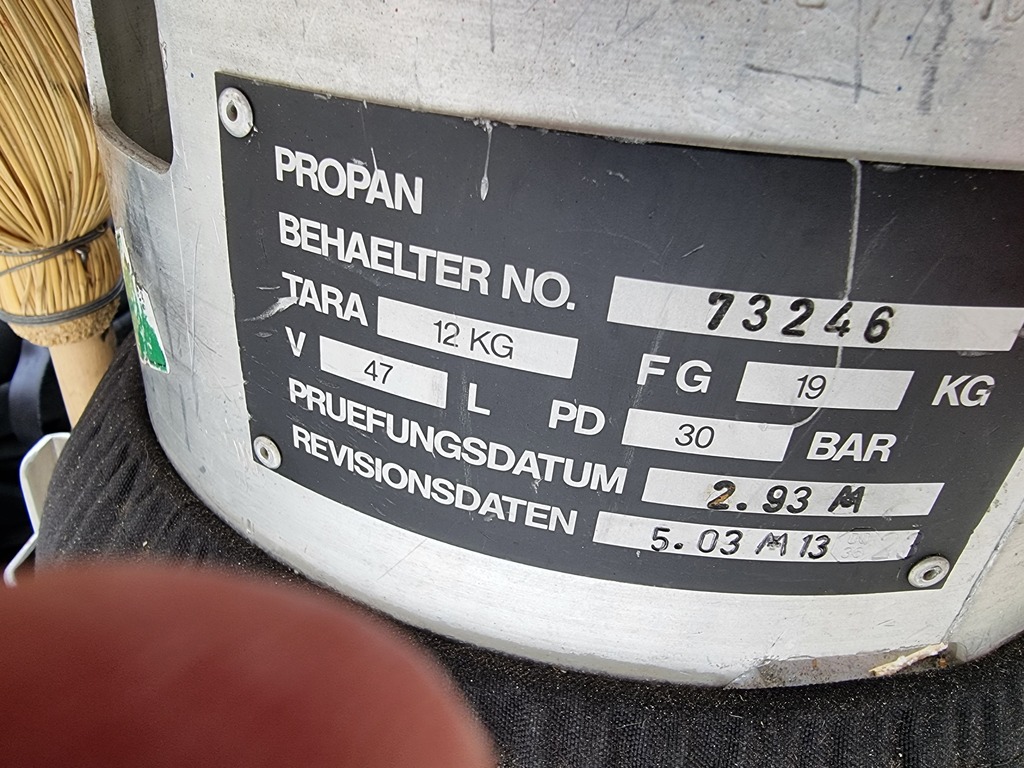 PROPAN
BEHAELTER NO. 73246
TARA 12 KG FG 19 KG
V 47 L PD 30 BAR
PRUEFUNGSDATUM 2.93 M
REVISIONSDATEN 5.03 M 13